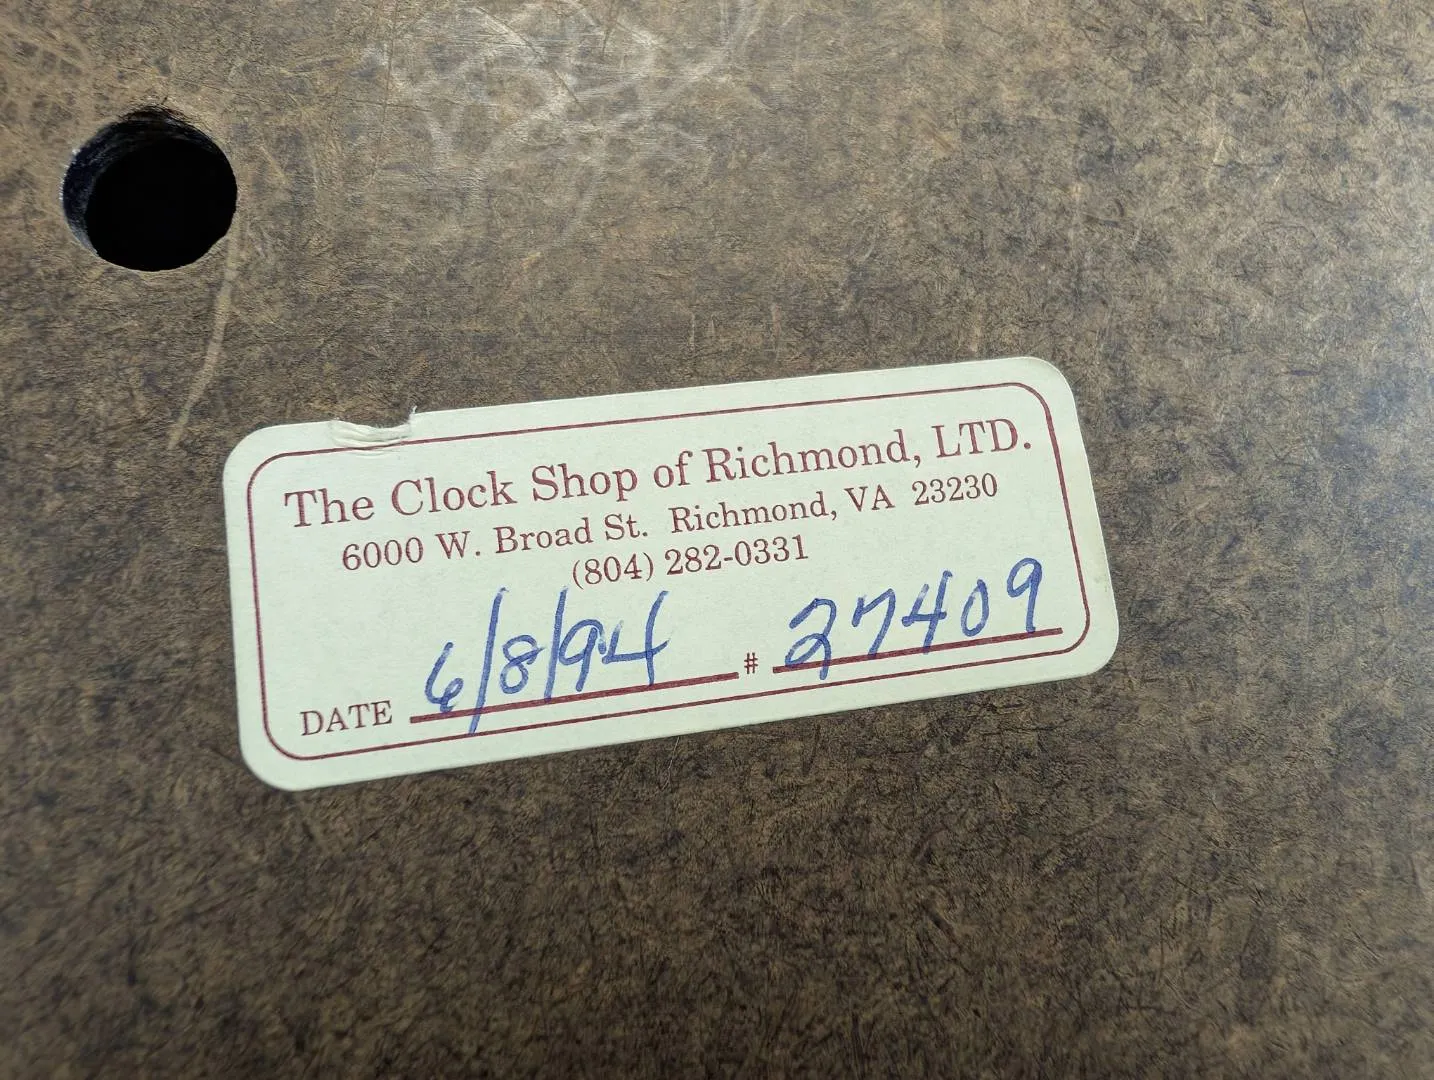 The Clock Shop of Richmond, LTD.
6000 W. Broad St. Richmond, VA 23230
(804) 282-0331
DATE 6/8/94 # 27409